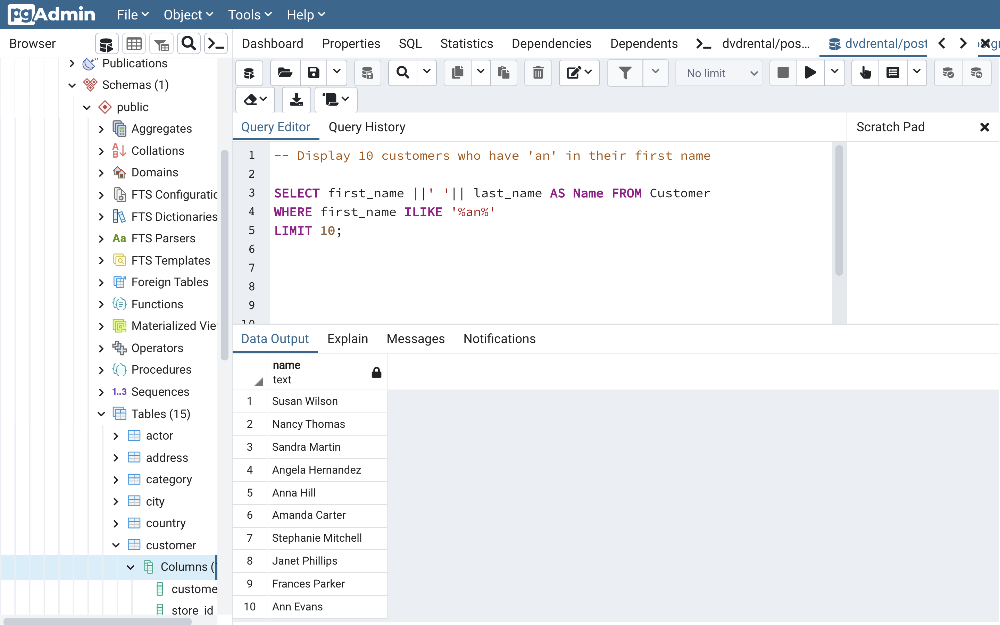 pgAdmin File Object Tools Help
Browser
Dashboard Properties SQL Statistics Dependencies Dependents dvdrental/pos... dvdrental/post
Publications
Schemas (1)
public
Aggregates
Collations
Domains
FTS Configuratio
FTS Dictionaries
Aa FTS Parsers
FTS Templates
Foreign Tables
Functions
Materialized Vie
Operators
Procedures
1..3 Sequences
Tables (15)
actor
address
category
city
country
customer
Columns (
custome
store_id
No limit
Query Editor Query History
Scratch Pad
1 -- Display 10 customers who have 'an' in their first name
2
3 SELECT first_name ||' '|| last_name AS Name FROM Customer
4 WHERE first_name ILIKE '%an%'
5 LIMIT 10;
6
7
8
9
10
Data Output Explain Messages Notifications
name
text
1 Susan Wilson
2 Nancy Thomas
3 Sandra Martin
4 Angela Hernandez
5 Anna Hill
6 Amanda Carter
7 Stephanie Mitchell
8 Janet Phillips
9 Frances Parker
10 Ann Evans